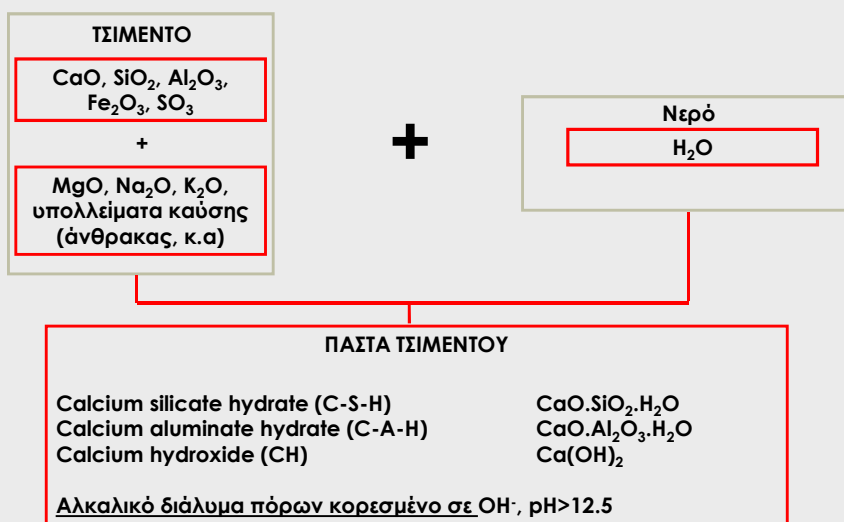 ΤΣΙΜΕΝΤΟ
CaO, SiO₂, Al₂O₃,
Fe₂O₃, SO₃
+
MgO, Na₂O, K₂O,
υπολλείματα καύσης
(άνθρακας, κ.α)
+
Νερό
H₂O
ΠΑΣΤΑ ΤΣΙΜΕΝΤΟΥ
Calcium silicate hydrate (C-S-H) CaO.SiO₂.H₂O
Calcium aluminate hydrate (C-A-H) CaO.Al₂O₃.H₂O
Calcium hydroxide (CH) Ca(OH)₂
Αλκαλικό διάλυμα πόρων κορεσμένο σε OH⁻, pH>12.5